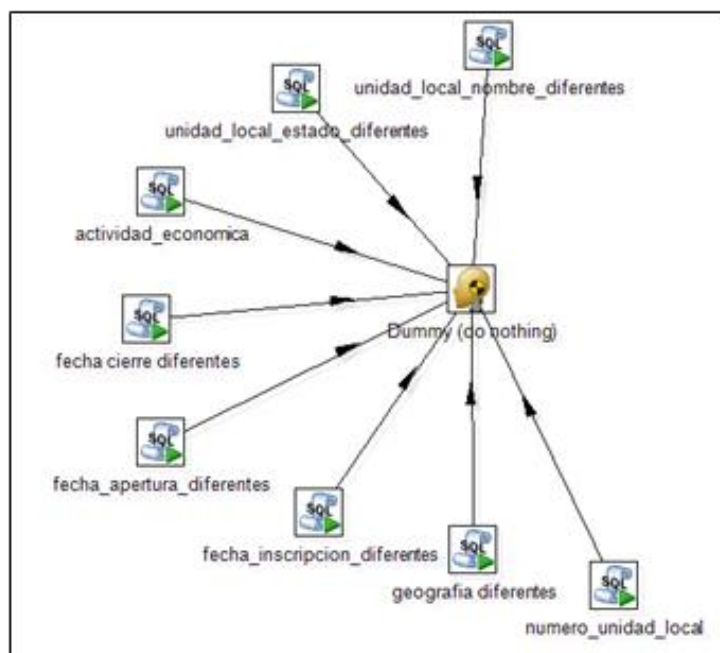 SQL
unidad_local_nombre_diferentes
SQL
unidad_local_estado_diferentes
SQL
actividad_economica
Dummy (do nothing)
SQL
fecha cierre diferentes
SQL
fecha_apertura_diferentes
SQL
fecha_inscripcion_diferentes
SQL
geografia diferentes
SQL
numero_unidad_local